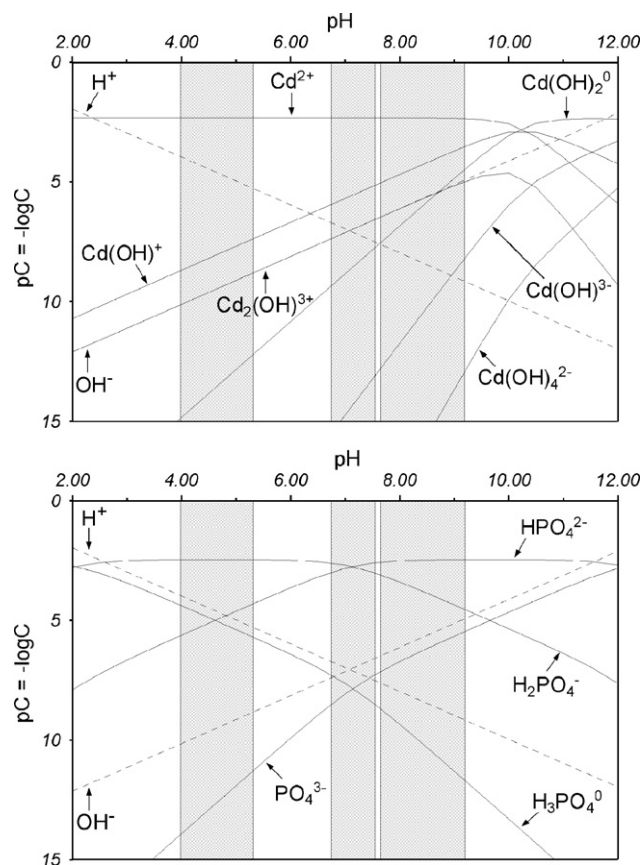 pH
2.00 4.00 6.00 8.00 10.00 12.00
0
5
10
15
pC = -logC
H⁺
Cd²⁺
Cd(OH)₂⁰
Cd(OH)⁺
Cd₂(OH)³⁺
Cd(OH)³⁻
OH⁻
Cd(OH)₄²⁻
pH
2.00 4.00 6.00 8.00 10.00 12.00
0
5
10
15
pC = -logC
H⁺
HPO₄²⁻
H₂PO₄⁻
PO₄³⁻
H₃PO₄⁰
OH⁻